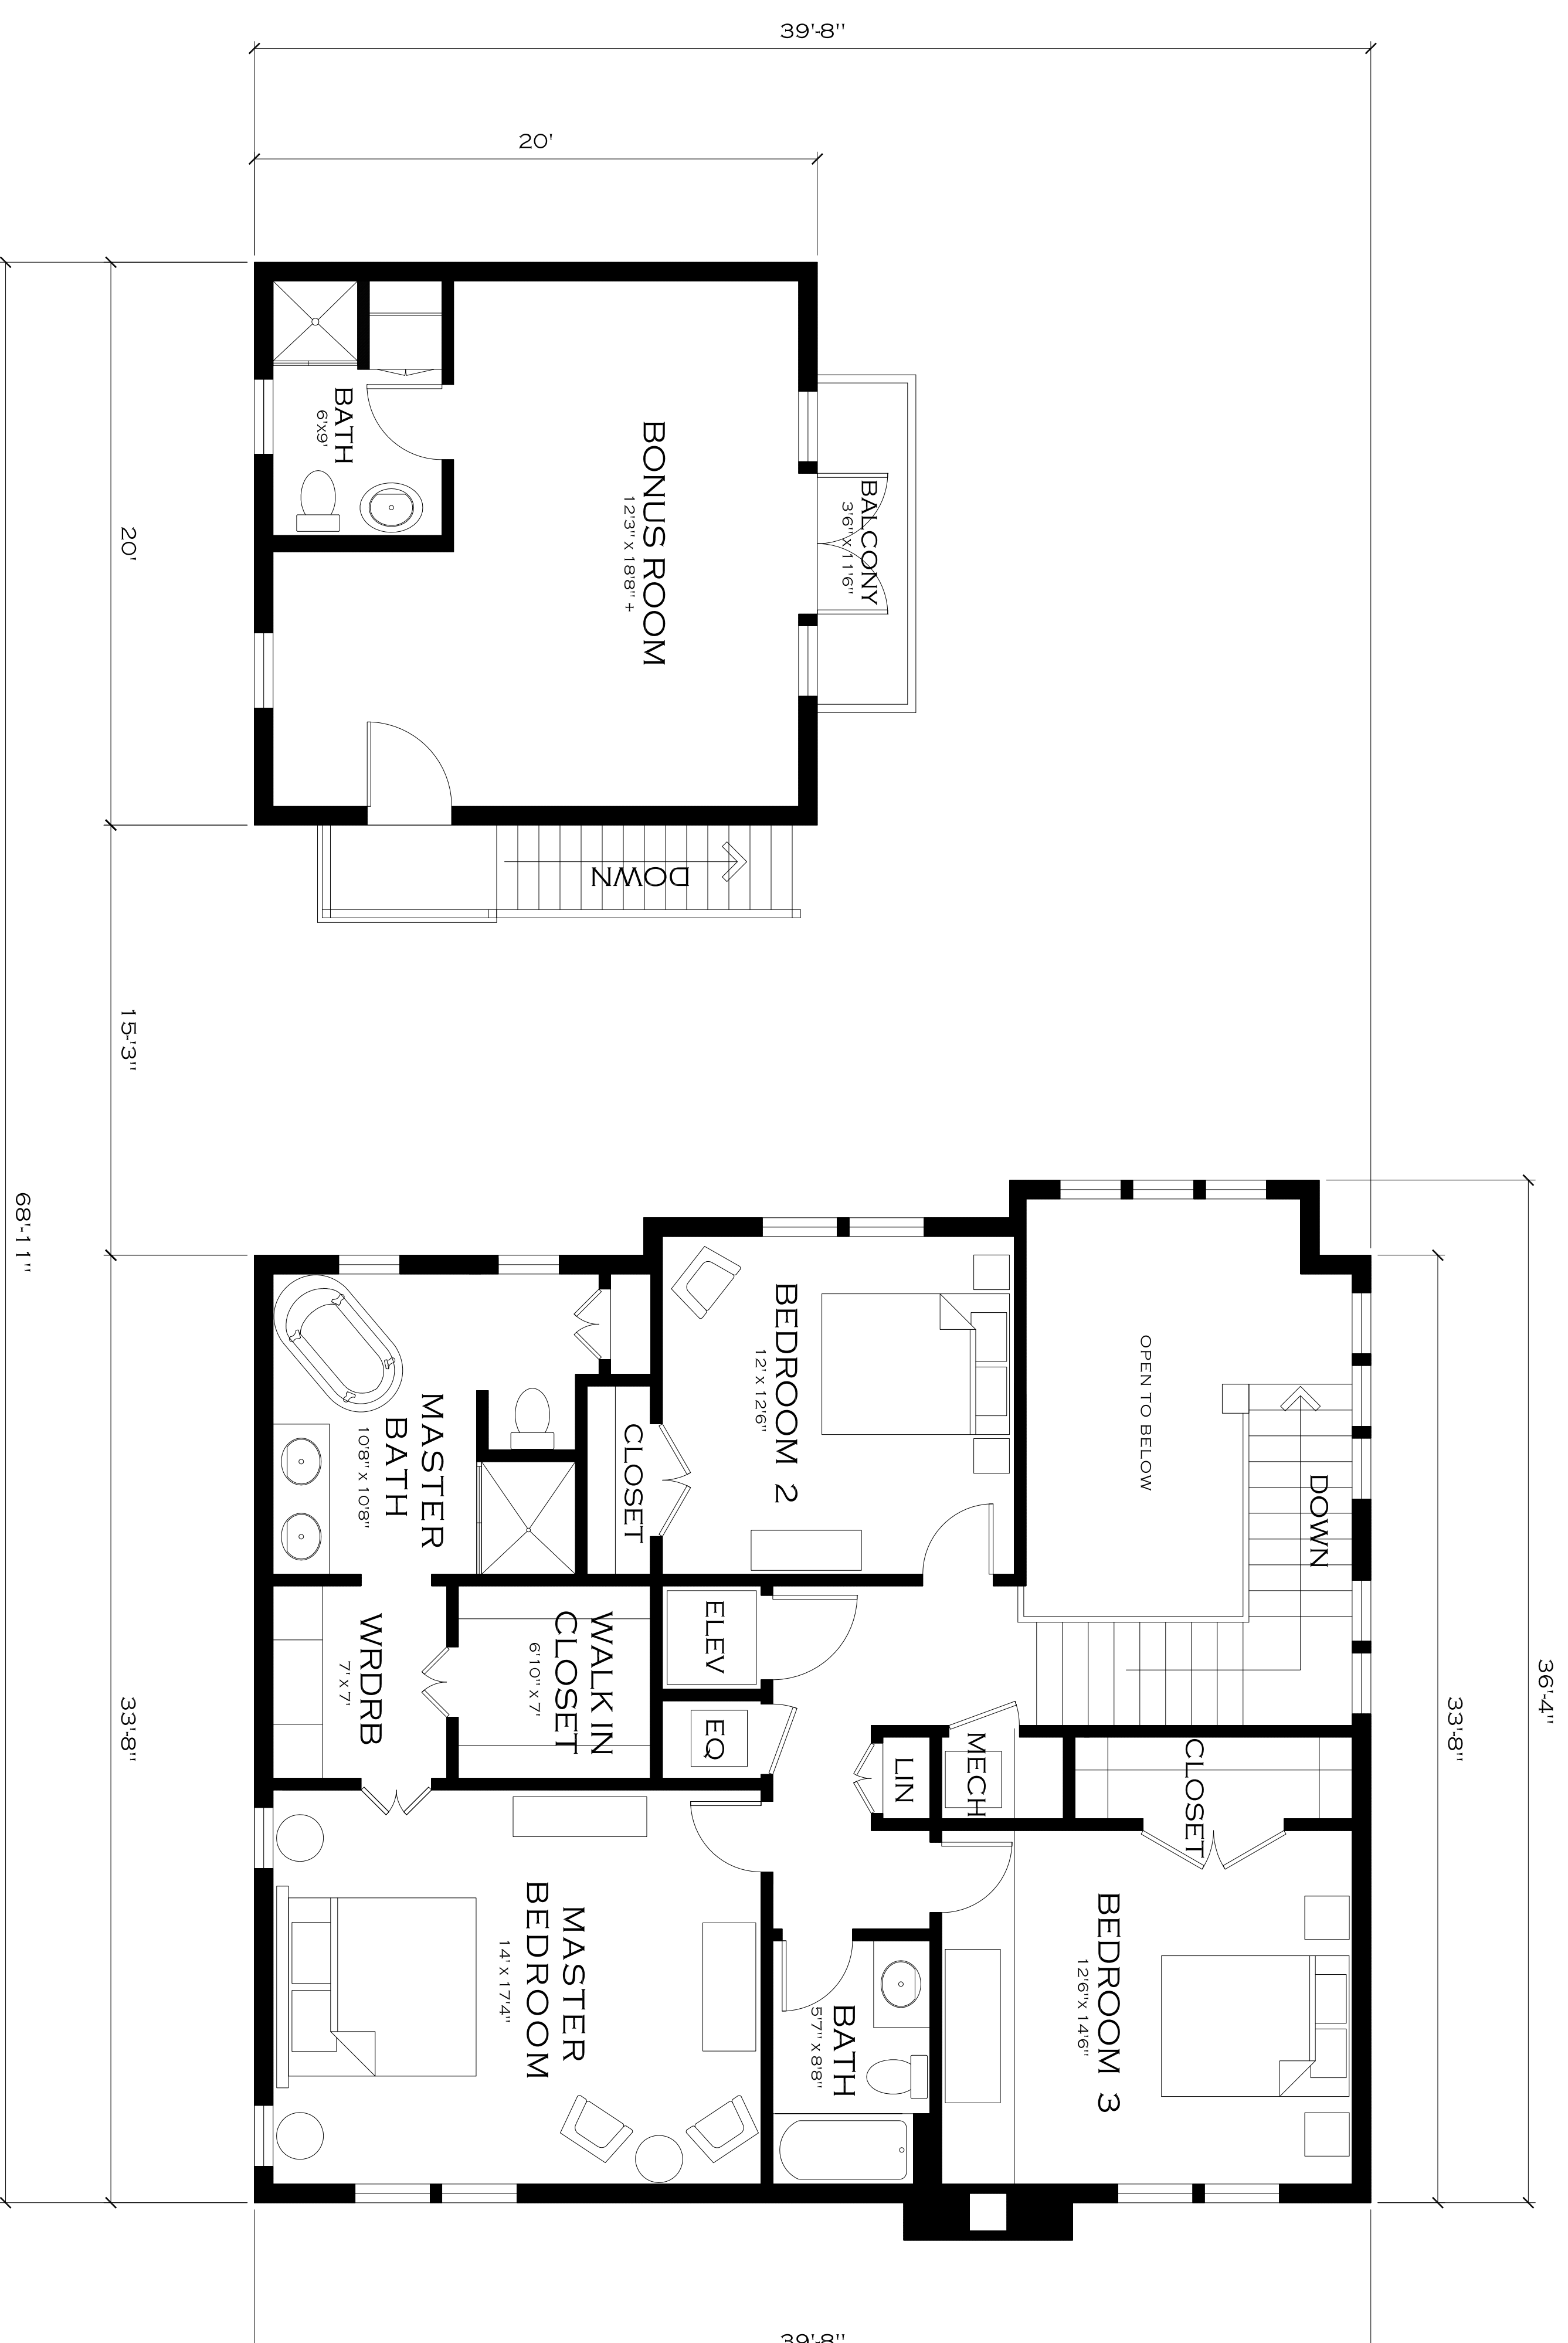 39'-8"
20'
BATH
6'x9'
BONUS ROOM
12'3" x 18'8" +
BALCONY
3'6" x 11'6"
20'
DOWN
15'-3"
68'-11"
BEDROOM 2
12' x 12'6"
OPEN TO BELOW
DOWN
MASTER
BATH
10'8" x 10'8"
CLOSET
WRDRB
7' x 7'
WALK IN
CLOSET
6'10" x 7'
ELEV
EQ
LIN
MECH
CLOSET
33'-8"
33'-8"
36'-4"
MASTER
BEDROOM
14' x 17'4"
BATH
5'7" x 8'8"
BEDROOM 3
12'6" x 14'6"
39'-8"